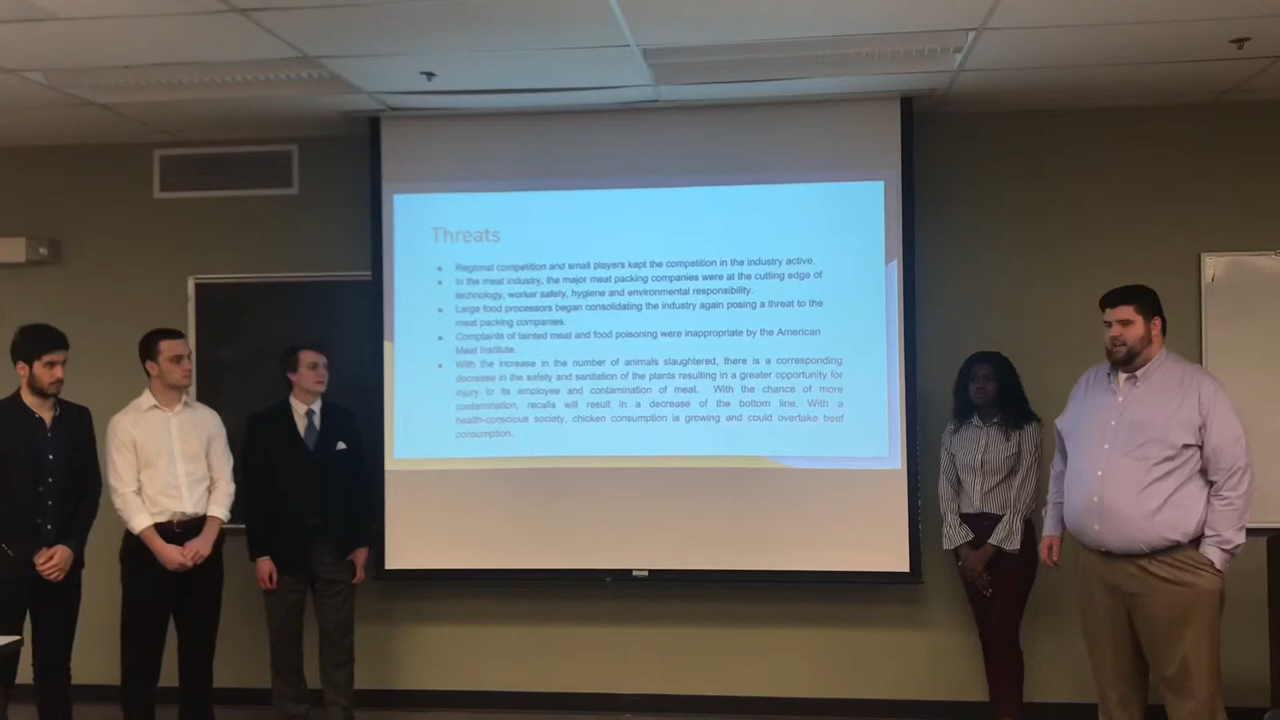 Threats
Regional competition and small players kept the competition in the industry active.
In the meat industry, the major meat packing companies were at the cutting edge of
technology, worker safety, hygiene and environmental responsibility.
Large food processors began consolidating the industry again posing a threat to the
meat packing companies.
Complaints of tainted meat and food poisoning were inappropriate by the American
Meat Institute.
With the increase in the number of animals slaughtered, there is a corresponding
decrease in the safety and sanitation of the plants resulting in a greater opportunity for
injury to its employee and contamination of meat. With the chance of more
contamination, recalls will result in a decrease of the bottom line. With a
health-conscious society, chicken consumption is growing and could overtake beef
consumption.